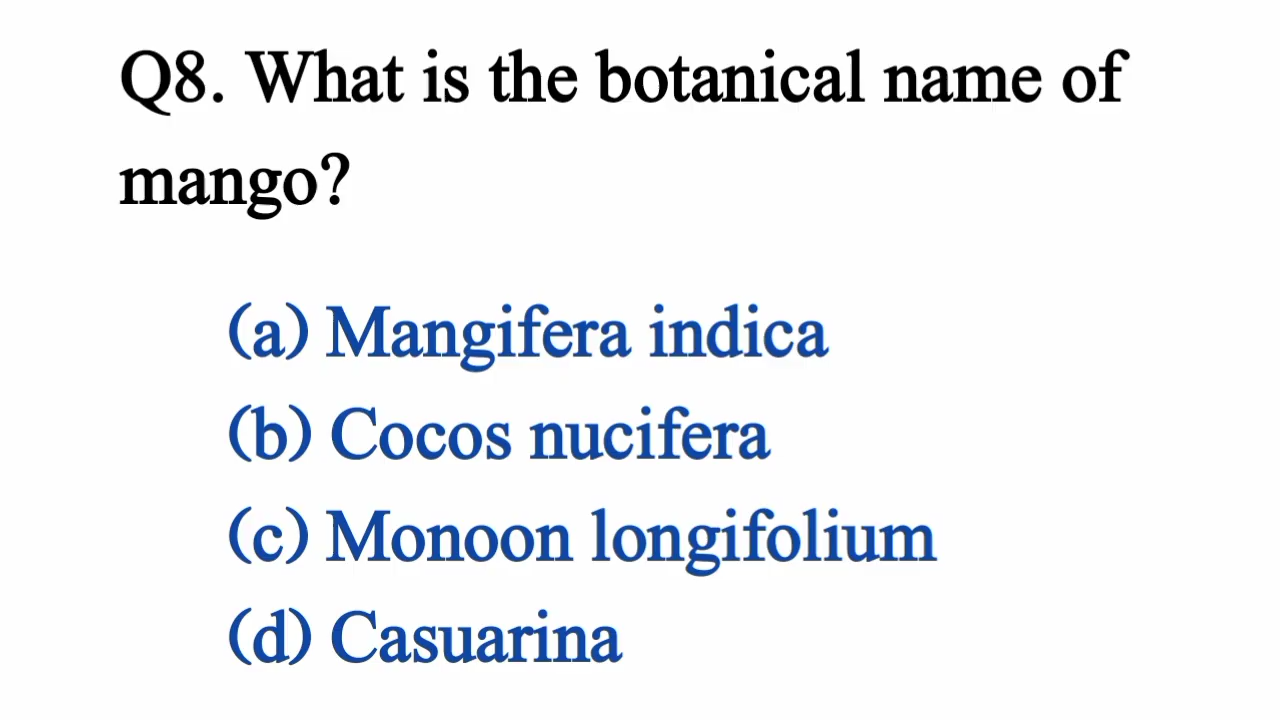 Q8. What is the botanical name of
mango?
(a) Mangifera indica
(b) Cocos nucifera
(c) Monoon longifolium
(d) Casuarina